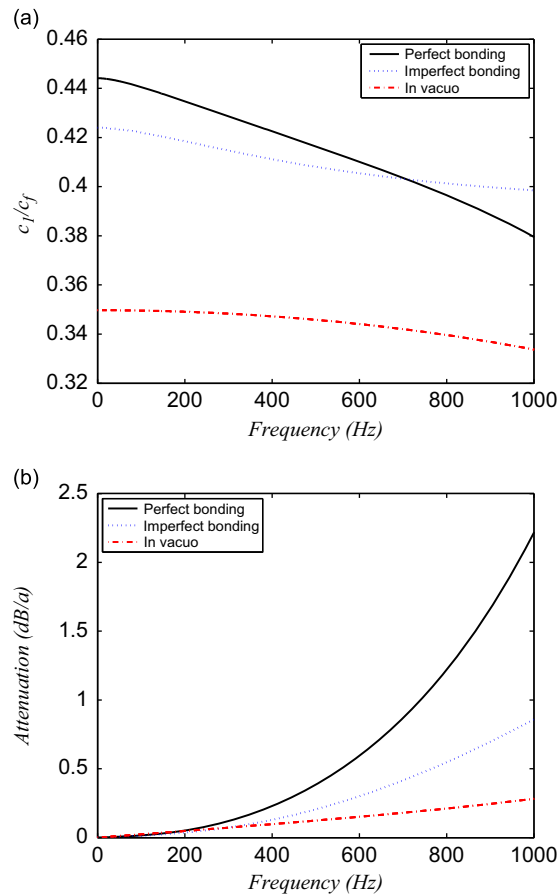 (a)
0.46
0.44
0.42
0.4
0.38
0.36
0.34
0.32
c1/cf
Perfect bonding
Imperfect bonding
In vacuo
0 200 400 600 800 1000
Frequency (Hz)
(b)
2.5
2
1.5
1
0.5
0
Attenuation (dB/a)
Perfect bonding
Imperfect bonding
In vacuo
0 200 400 600 800 1000
Frequency (Hz)